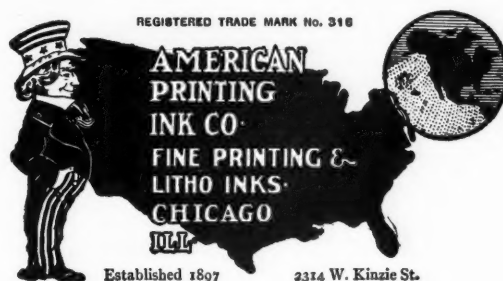 REGISTERED TRADE MARK No. 316
AMERICAN
PRINTING
INK CO.
FINE PRINTING &
LITHO INKS.
CHICAGO
ILL
Established 1897 2314 W. Kinzie St.